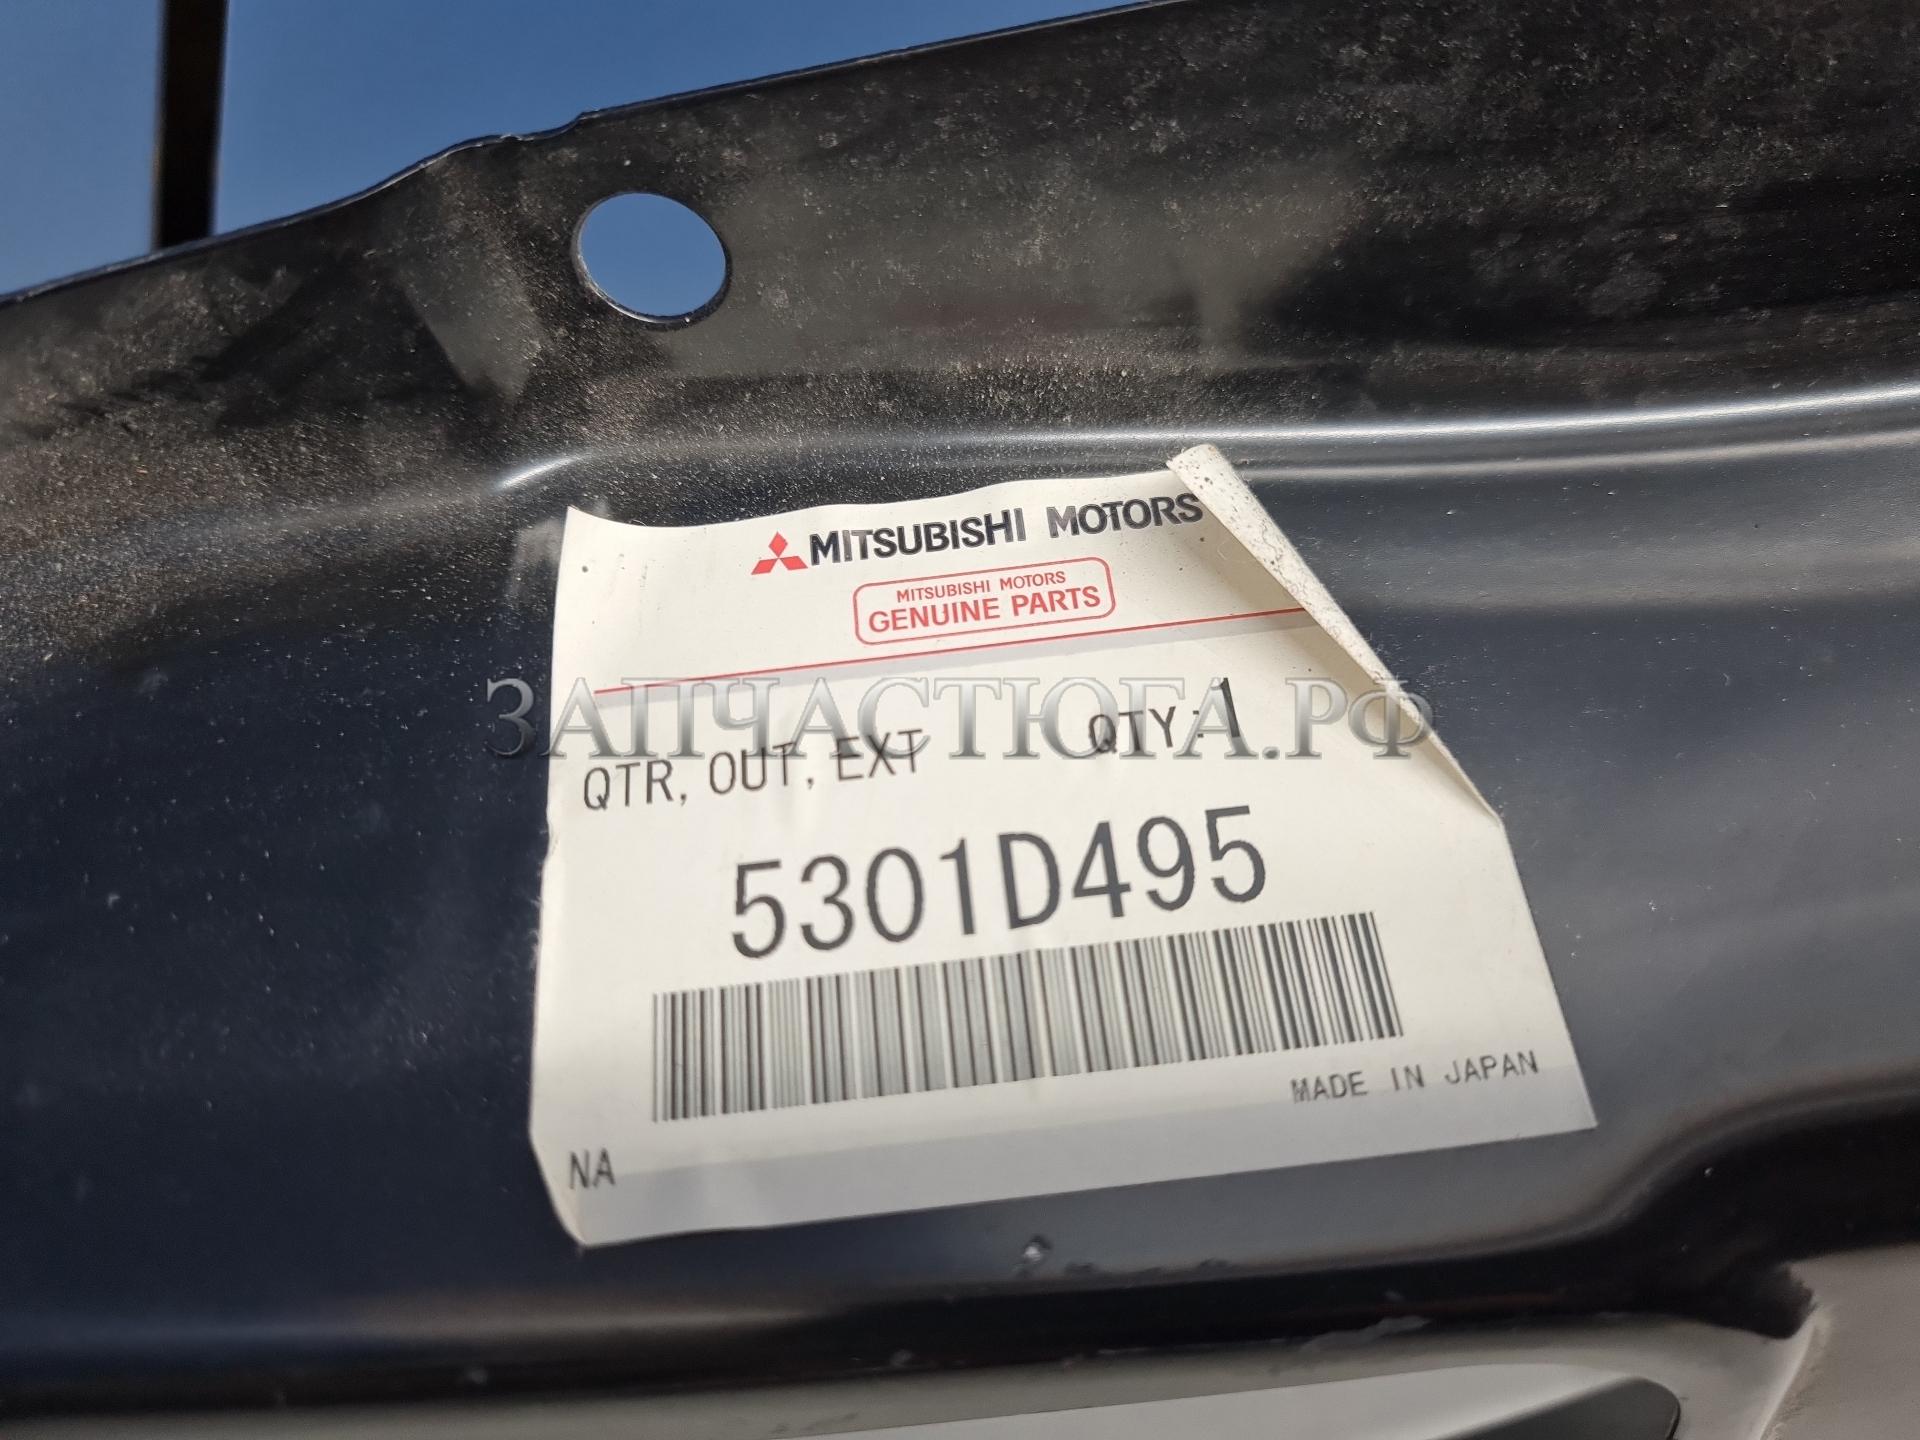 MITSUBISHI MOTORS
MITSUBISHI MOTORS
GENUINE PARTS
ЗАПЧАСТЮГА.РФ
QTR, OUT, EXT QTY:1
5301D495
MADE IN JAPAN
NA